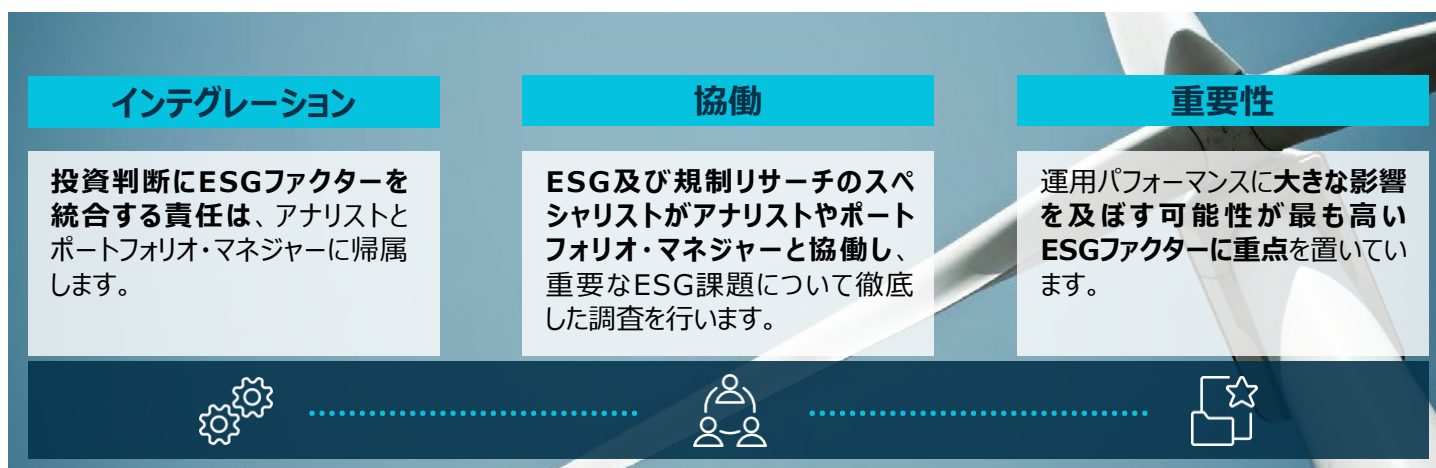 インテグレーション
投資判断にESGファクターを
統合する責任は、アナリストと
ポートフォリオ・マネジャーに帰属
します。
協働
ESG及び規制リサーチのスペ
シャリストがアナリストやポート
フォリオ・マネジャーと協働し、
重要なESG課題について徹底
した調査を行います。
重要性
運用パフォーマンスに大きな影響
を及ぼす可能性が最も高い
ESGファクターに重点を置いてい
ます。